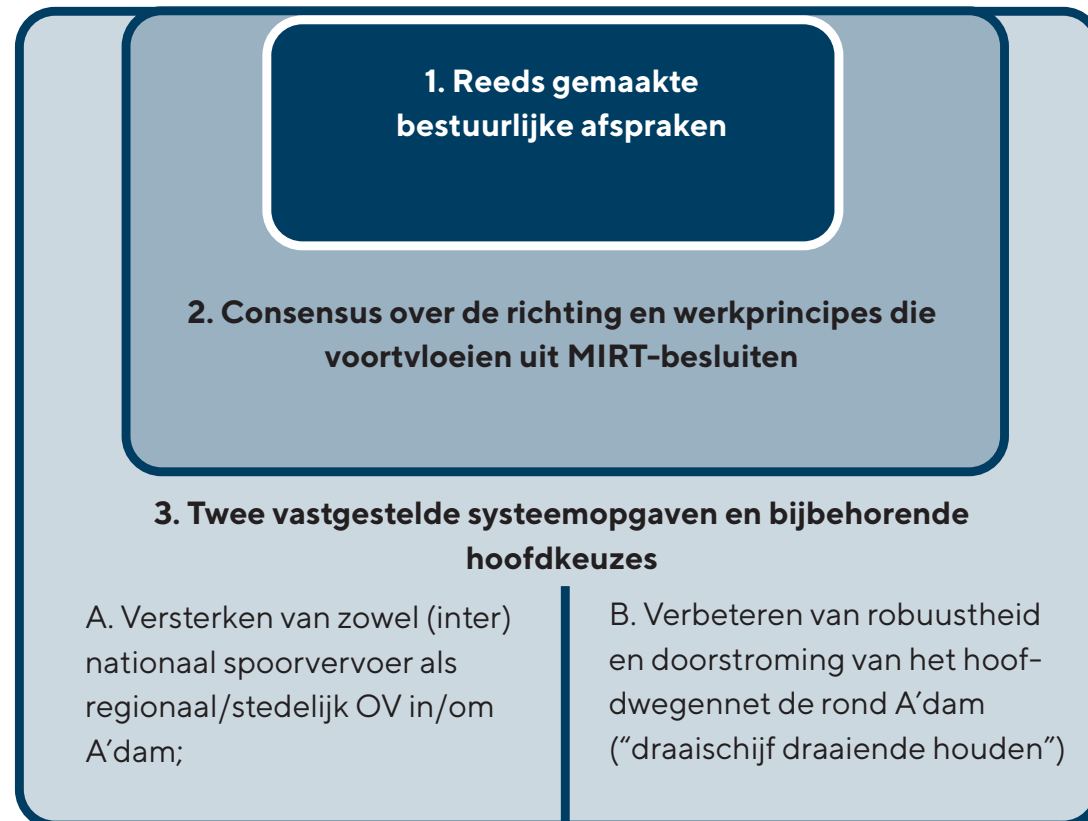 1. Reeds gemaakte
bestuurlijke afspraken
2. Consensus over de richting en werkprincipes die
voortvloeien uit MIRT-besluiten
3. Twee vastgestelde systeemopgaven en bijbehorende
hoofdkeuzes
A. Versterken van zowel (inter)
nationaal spoorvervoer als
regionaal/stedelijk OV in/om
A’dam;
B. Verbeteren van robuustheid
en doorstroming van het hoof-
dwegennet de rond A’dam
(“draaischijf draaiende houden”)